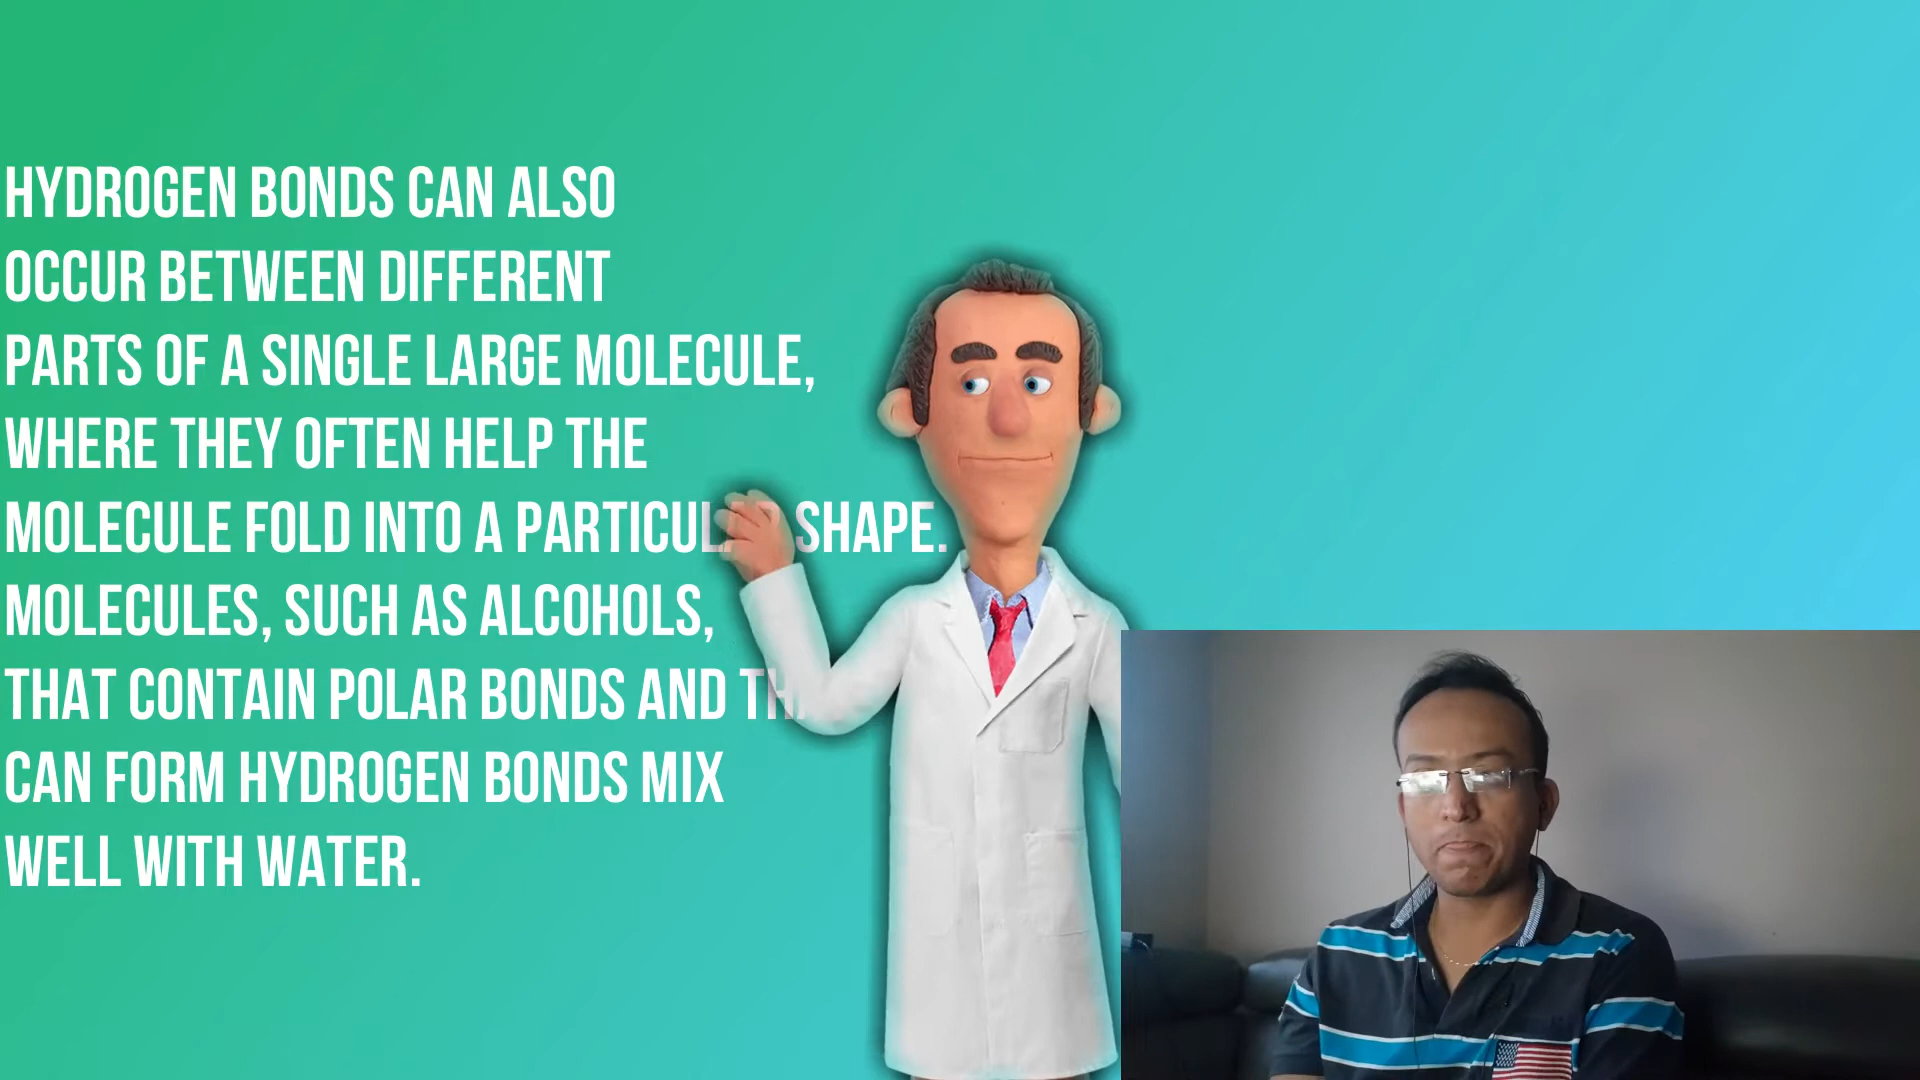 HYDROGEN BONDS CAN ALSO
OCCUR BETWEEN DIFFERENT
PARTS OF A SINGLE LARGE MOLECULE,
WHERE THEY OFTEN HELP THE
MOLECULE FOLD INTO A PARTICULAR SHAPE.
MOLECULES, SUCH AS ALCOHOLS,
THAT CONTAIN POLAR BONDS AND
CAN FORM HYDROGEN BONDS MIX
WELL WITH WATER.